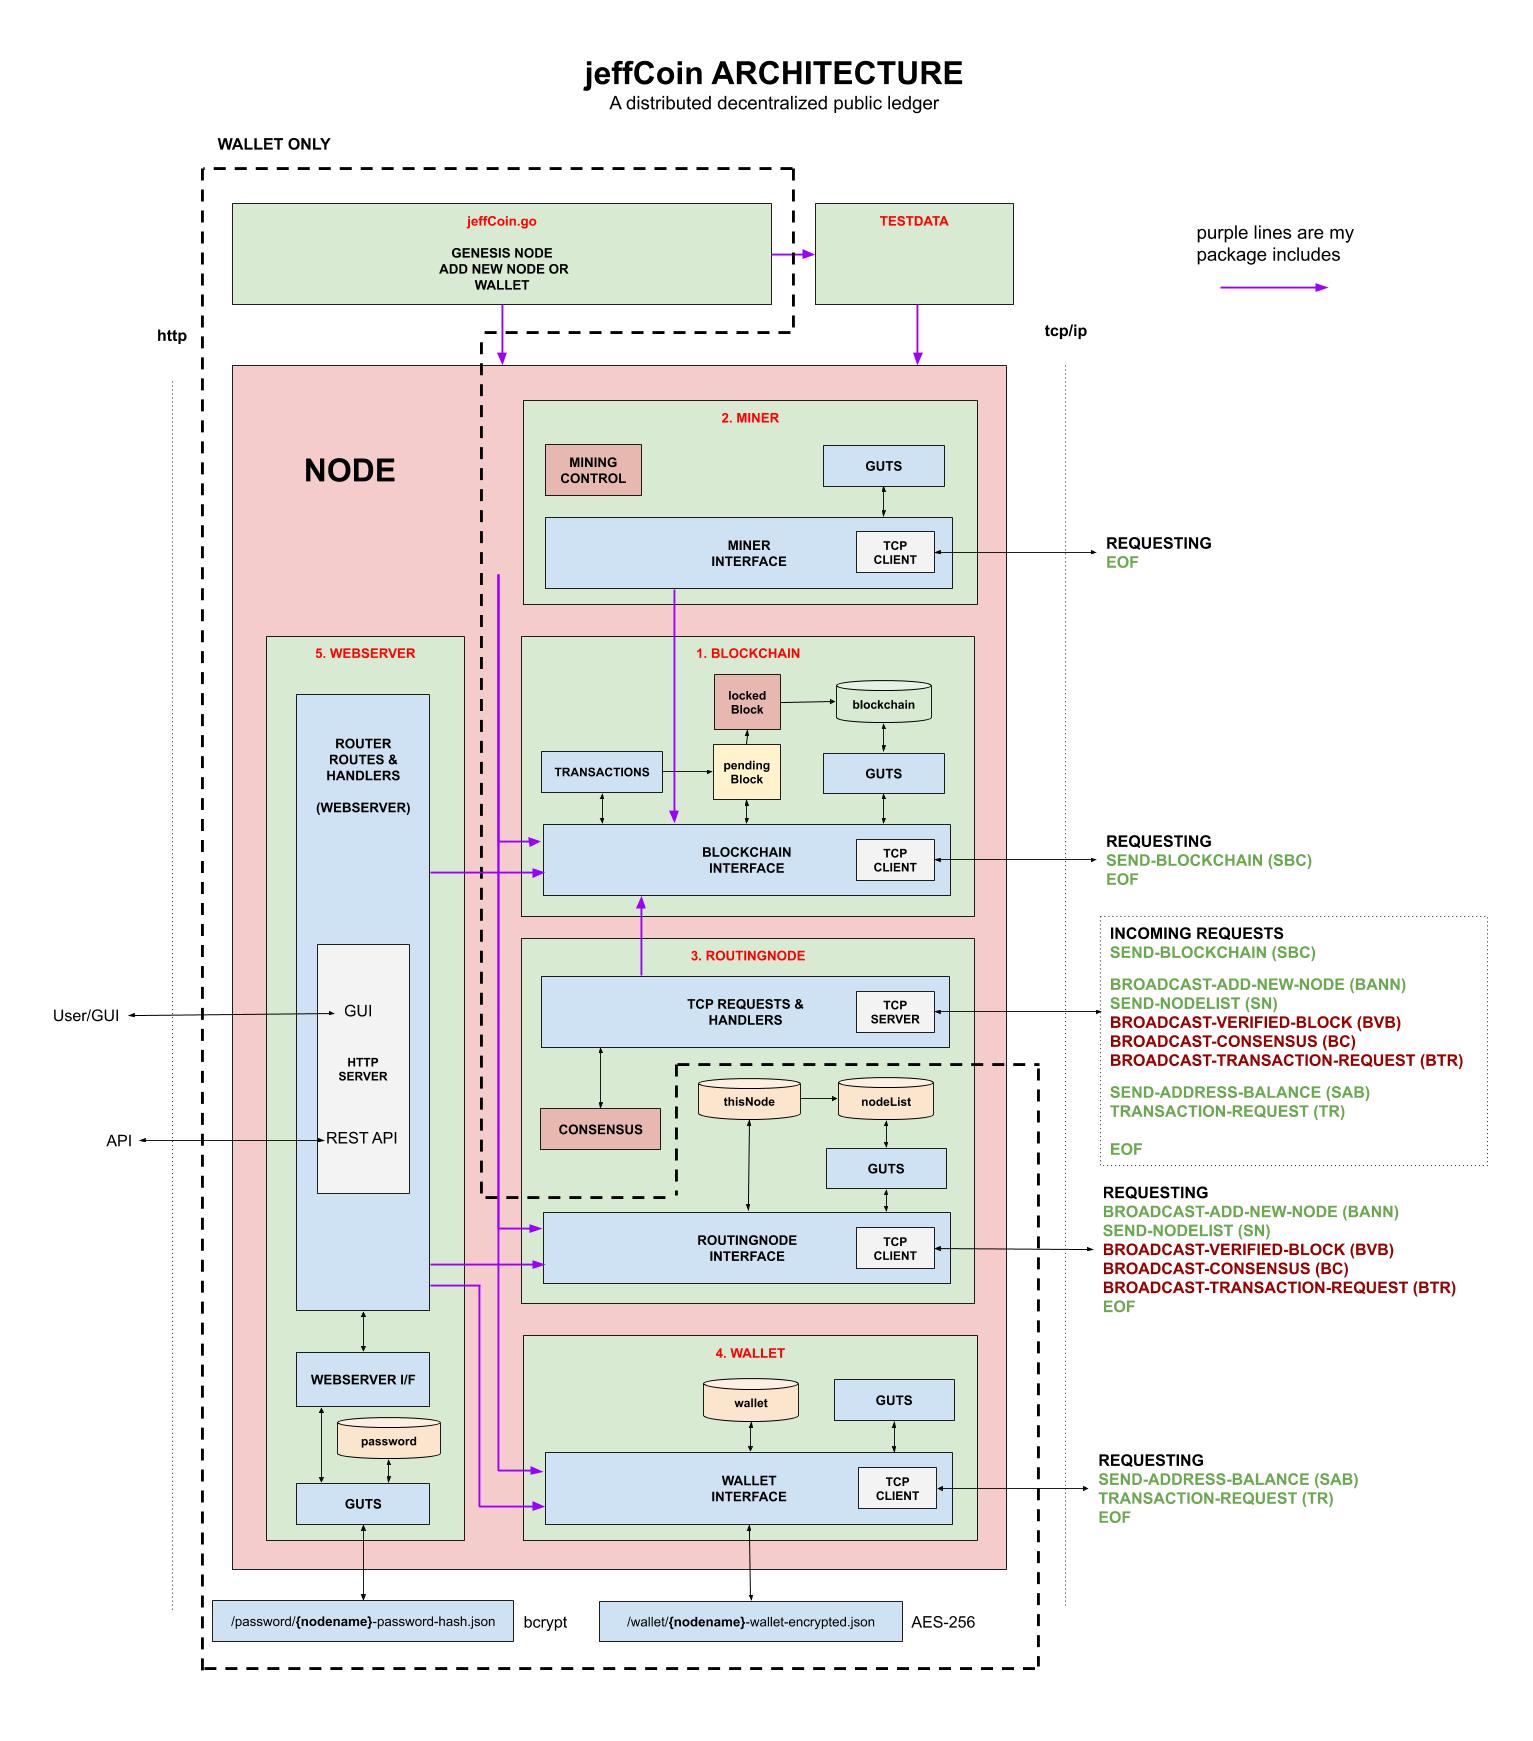 jeffCoin ARCHITECTURE
A distributed decentralized public ledger
WALLET ONLY
jeffCoin.go
GENESIS NODE
ADD NEW NODE OR
WALLET
TESTDATA
purple lines are my
package includes
http
tcp/ip
NODE
2. MINER
MINING
CONTROL
GUTS
MINER
INTERFACE
TCP
CLIENT
REQUESTING
EOF
5. WEBSERVER
ROUTER
ROUTES &
HANDLERS
(WEBSERVER)
1. BLOCKCHAIN
locked
Block
blockchain
TRANSACTIONS
pending
Block
GUTS
BLOCKCHAIN
INTERFACE
TCP
CLIENT
REQUESTING
SEND-BLOCKCHAIN (SBC)
EOF
3. ROUTINGNODE
TCP REQUESTS &
HANDLERS
TCP
SERVER
INCOMING REQUESTS
SEND-BLOCKCHAIN (SBC)
BROADCAST-ADD-NEW-NODE (BANN)
SEND-NODELIST (SN)
BROADCAST-VERIFIED-BLOCK (BVB)
BROADCAST-CONSENSUS (BC)
BROADCAST-TRANSACTION-REQUEST (BTR)
SEND-ADDRESS-BALANCE (SAB)
TRANSACTION-REQUEST (TR)
EOF
User/GUI
GUI
HTTP
SERVER
API
REST API
CONSENSUS
thisNode
nodeList
GUTS
ROUTINGNODE
INTERFACE
TCP
CLIENT
REQUESTING
BROADCAST-ADD-NEW-NODE (BANN)
SEND-NODELIST (SN)
BROADCAST-VERIFIED-BLOCK (BVB)
BROADCAST-CONSENSUS (BC)
BROADCAST-TRANSACTION-REQUEST (BTR)
EOF
WEBSERVER I/F
password
GUTS
4. WALLET
wallet
GUTS
WALLET
INTERFACE
TCP
CLIENT
REQUESTING
SEND-ADDRESS-BALANCE (SAB)
TRANSACTION-REQUEST (TR)
EOF
/password/{nodename}-password-hash.json
bcrypt
/wallet/{nodename}-wallet-encrypted.json
AES-256